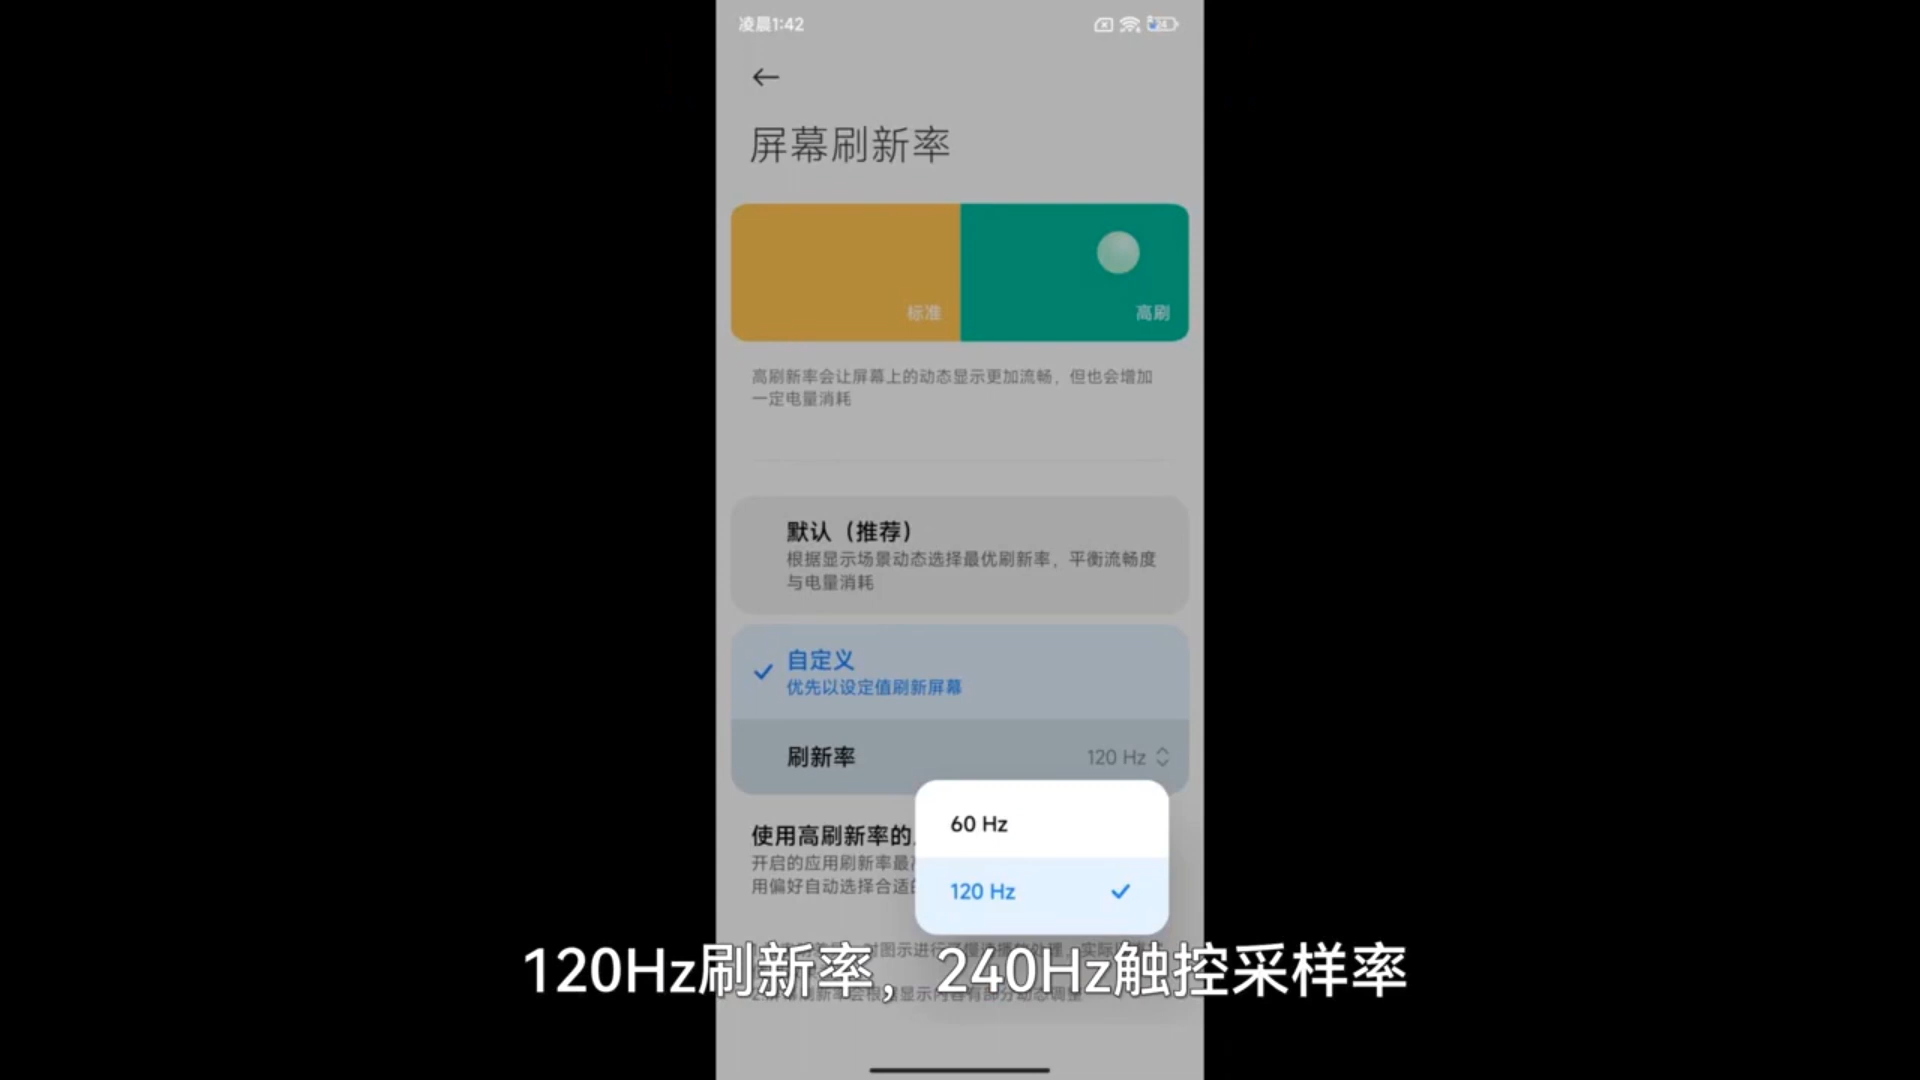 凌晨1:42
24
屏幕刷新率
标准
高刷
高刷新率会让屏幕上的动态显示更加流畅，但也会增加
一定电量消耗
默认（推荐）
根据显示场景动态选择最优刷新率，平衡流畅度
与电量消耗
自定义
优先以设定值刷新屏幕
刷新率
120 Hz
60 Hz
120 Hz
使用高刷新率的
开启的应用刷新率最
用偏好自动选择合适
120Hz刷新率，240Hz触控采样率